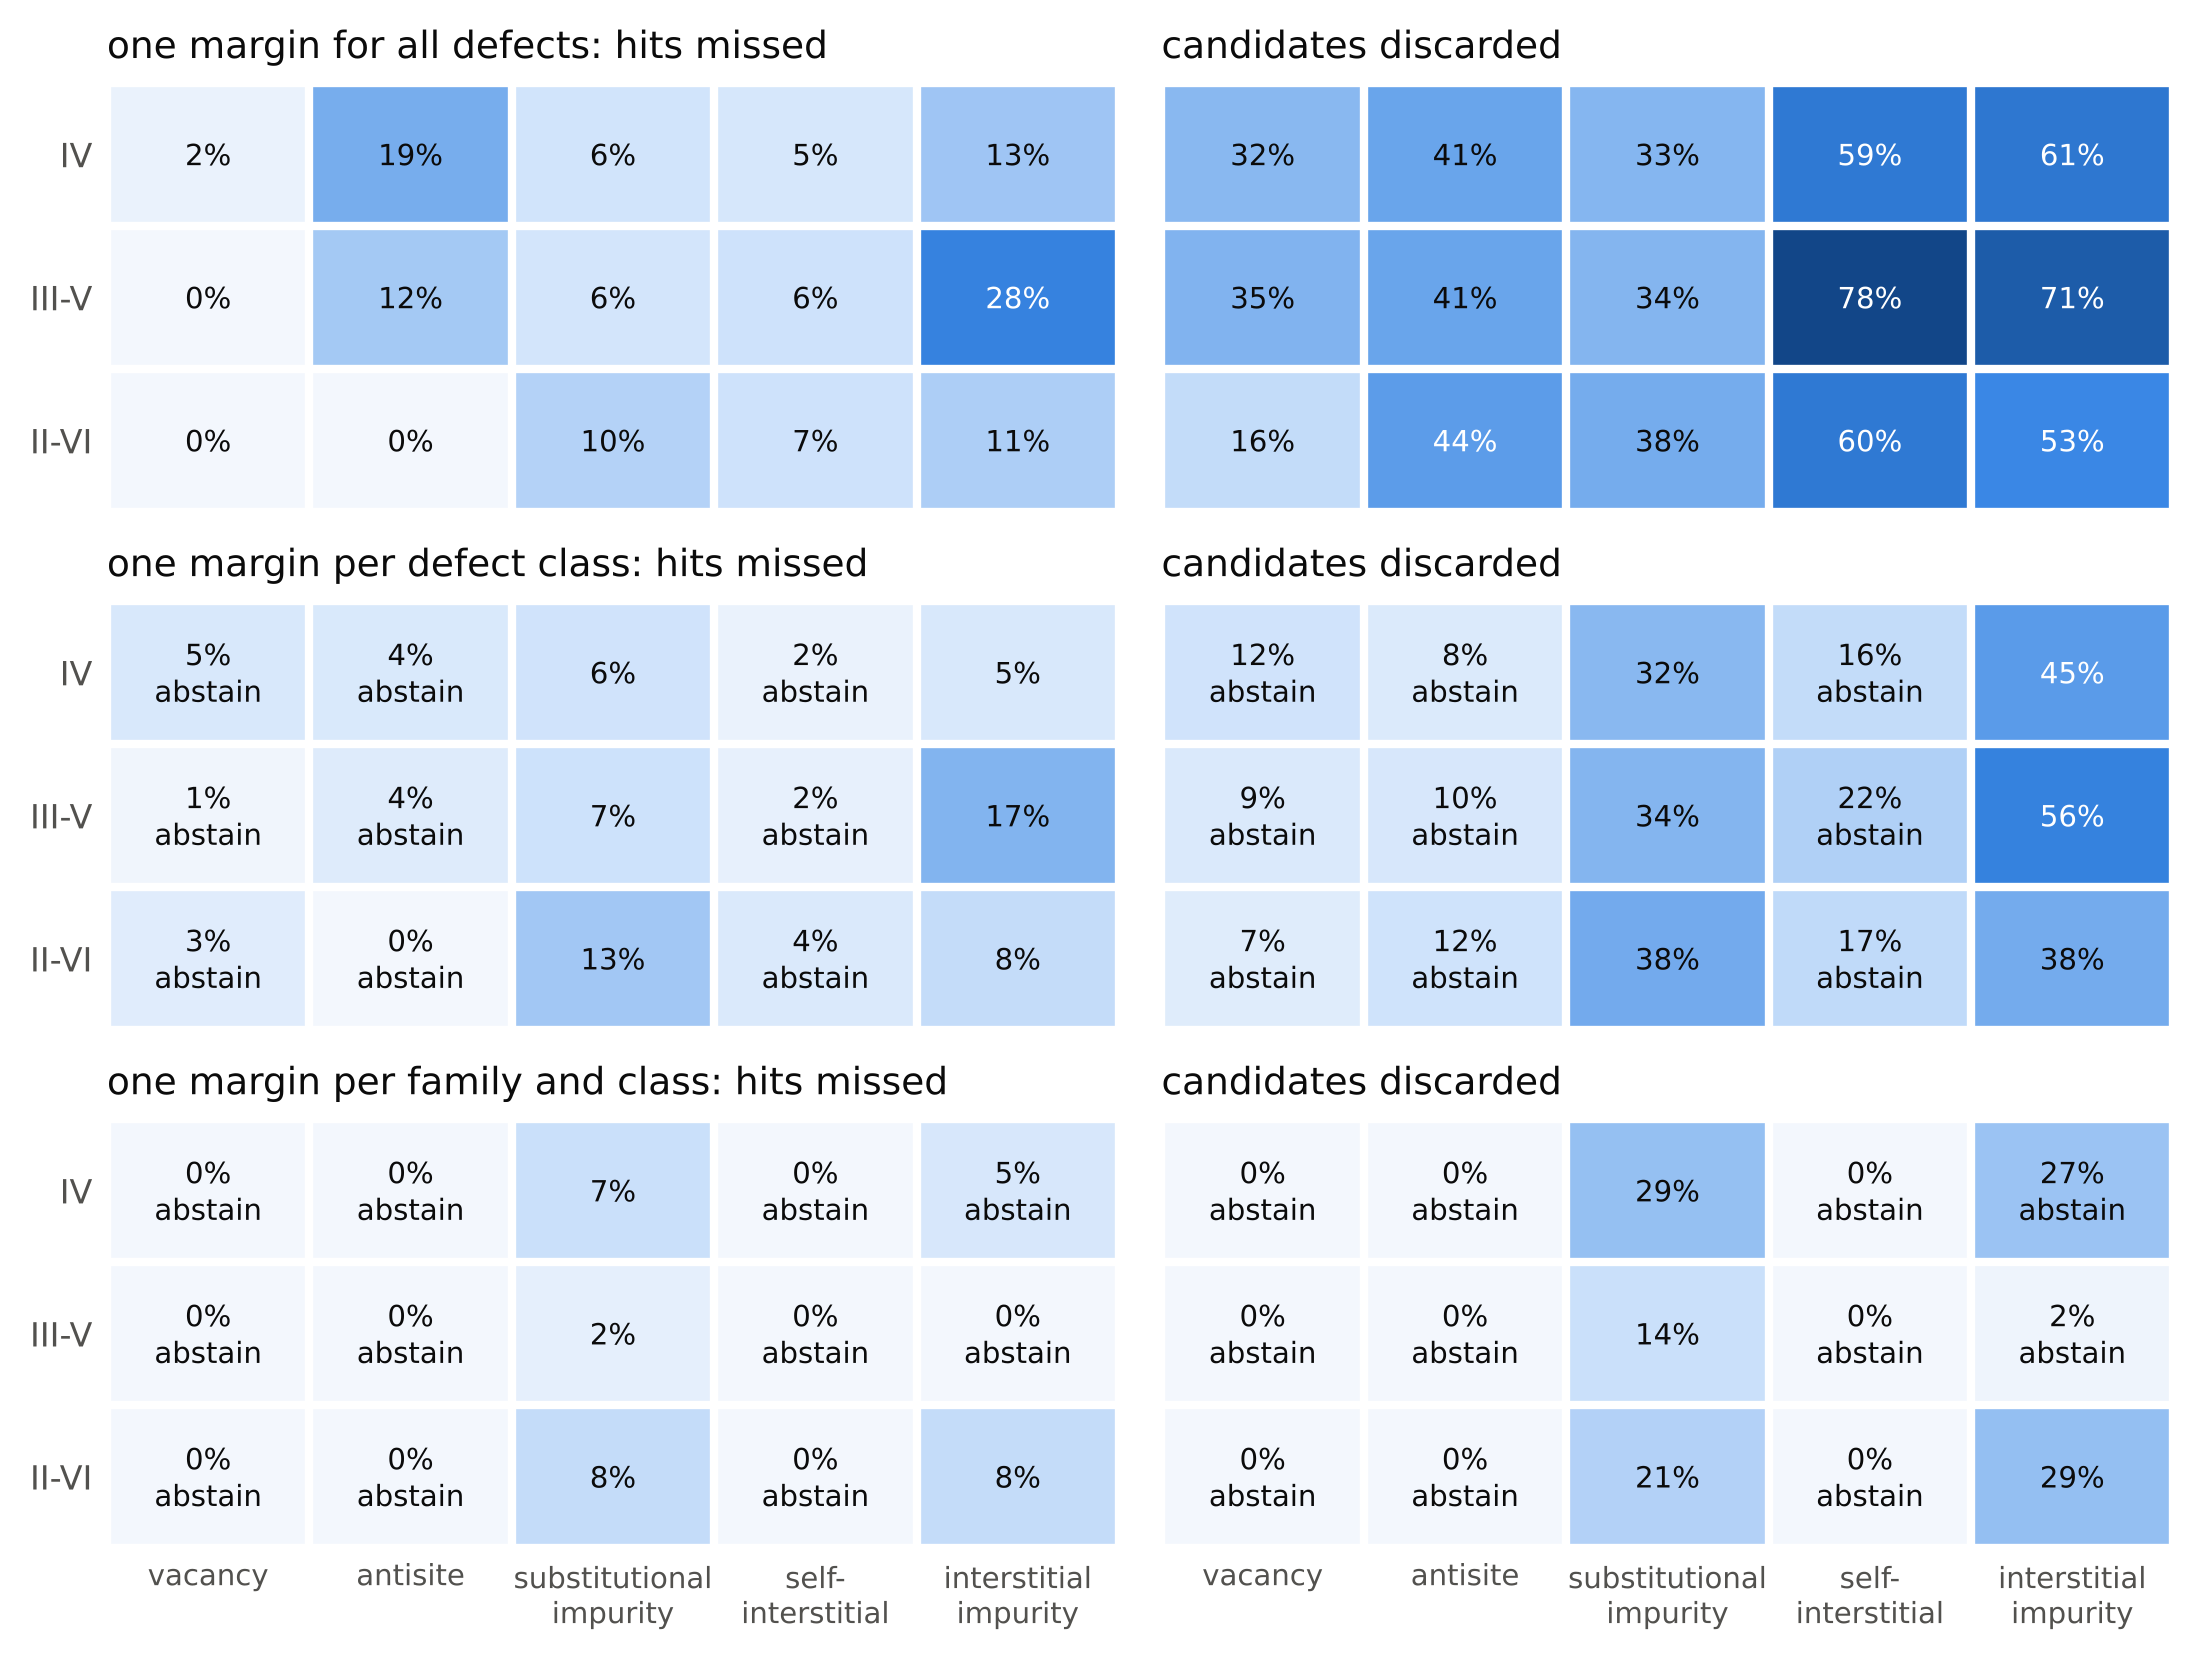 one margin for all defects: hits missed
candidates discarded
IV 2% 19% 6% 5% 13% 32% 41% 33% 59% 61%
III-V 0% 12% 6% 6% 28% 35% 41% 34% 78% 71%
II-VI 0% 0% 10% 7% 11% 16% 44% 38% 60% 53%
one margin per defect class: hits missed
candidates discarded
5% 4% 2% 12% 8% 16%
IV 6% 5% 32% 45%
abstain abstain abstain abstain abstain abstain
1% 4% 2% 9% 10% 22%
III-V 7% 17% 34% 56%
abstain abstain abstain abstain abstain abstain
3% 0% 4% 7% 12% 17%
II-VI 13% 8% 38% 38%
abstain abstain abstain abstain abstain abstain
one margin per family and class: hits missed
candidates discarded
0% 0% 0% 5% 0% 0% 0% 27%
IV 7% 29%
abstain abstain abstain abstain abstain abstain abstain abstain
0% 0% 0% 0% 0% 0% 0% 2%
III-V 2% 14%
abstain abstain abstain abstain abstain abstain abstain abstain
0% 0% 0% 0% 0% 0%
II-VI 8% 8% 21% 29%
abstain abstain abstain abstain abstain abstain
vacancy antisite substitutional self- interstitial vacancy antisite substitutional self- interstitial
impurity interstitial impurity impurity interstitial impurity